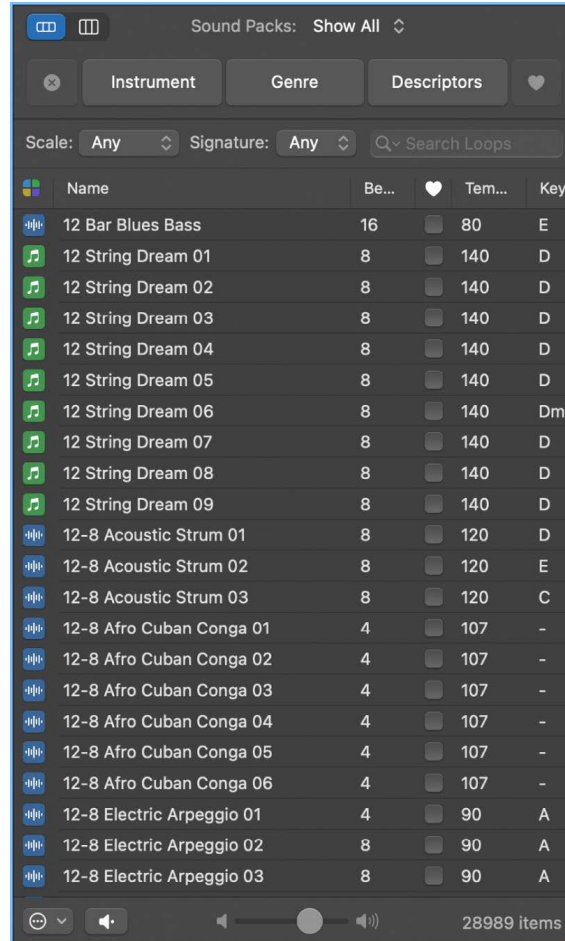 Sound Packs: Show All
Instrument Genre Descriptors
Scale: Any Signature: Any Search Loops
Name Be... Tem... Key
12 Bar Blues Bass 16 80 E
12 String Dream 01 8 140 D
12 String Dream 02 8 140 D
12 String Dream 03 8 140 D
12 String Dream 04 8 140 D
12 String Dream 05 8 140 D
12 String Dream 06 8 140 Dm
12 String Dream 07 8 140 D
12 String Dream 08 8 140 D
12 String Dream 09 8 140 D
12-8 Acoustic Strum 01 8 120 D
12-8 Acoustic Strum 02 8 120 E
12-8 Acoustic Strum 03 8 120 C
12-8 Afro Cuban Conga 01 4 107 -
12-8 Afro Cuban Conga 02 4 107 -
12-8 Afro Cuban Conga 03 4 107 -
12-8 Afro Cuban Conga 04 4 107 -
12-8 Afro Cuban Conga 05 4 107 -
12-8 Afro Cuban Conga 06 4 107 -
12-8 Electric Arpeggio 01 4 90 A
12-8 Electric Arpeggio 02 8 90 A
12-8 Electric Arpeggio 03 8 90 A
28989 items